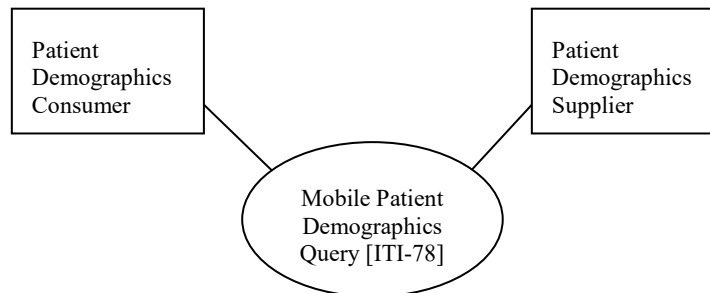 Patient
Demographics
Consumer
Patient
Demographics
Supplier
Mobile Patient
Demographics
Query [ITI-78]